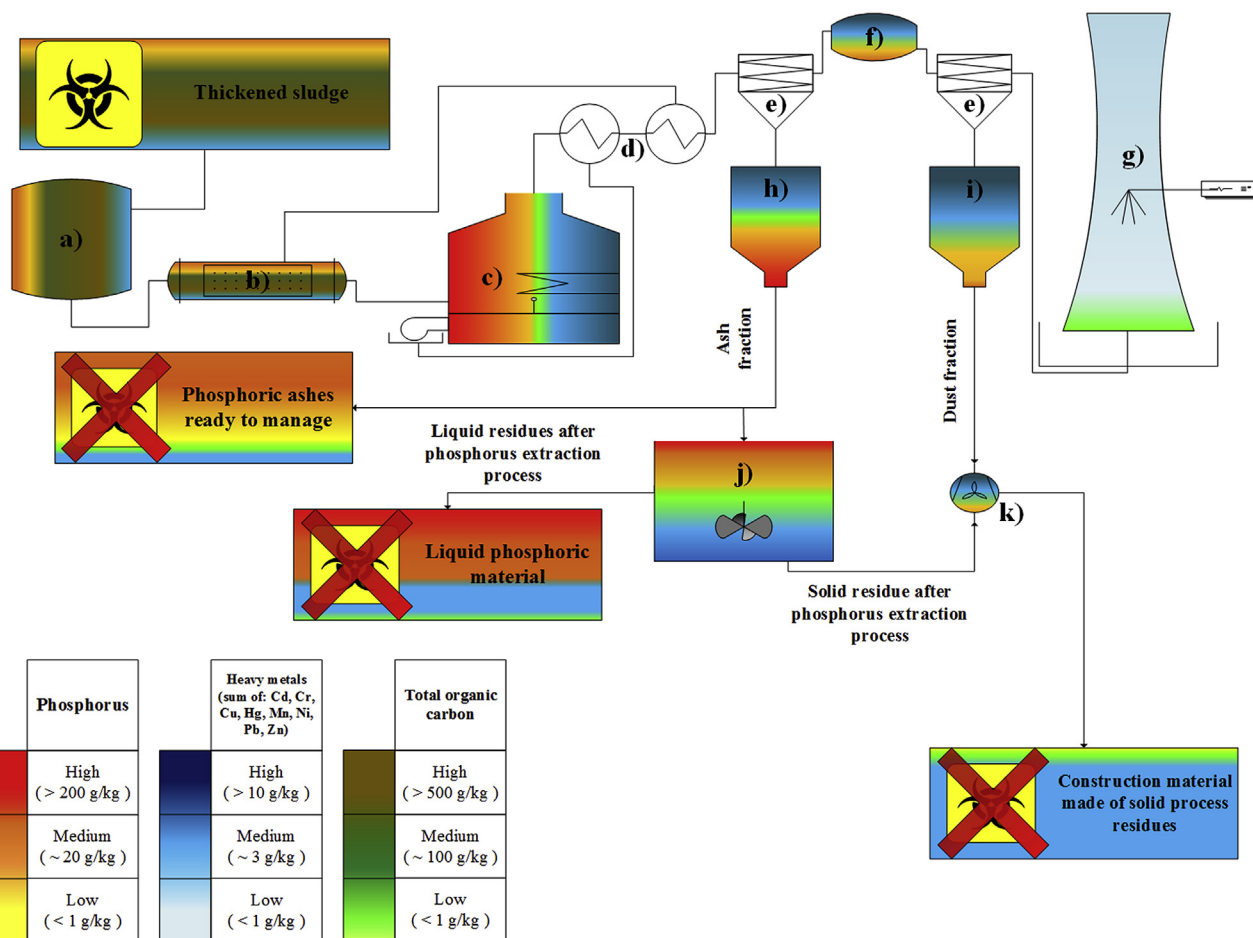 Thickened sludge
a)
b)
c)
d)
e)
f)
e)
g)
h)
i)
Ash
fraction
Dust fraction
Phosphoric ashes
ready to manage
Liquid residues after
phosphorus extraction
process
j)
k)
Liquid phosphoric
material
Solid residue after
phosphorus extraction
process
Construction material
made of solid process
residues
Phosphorus
High
( > 200 g/kg )
Medium
( ~ 20 g/kg )
Low
( < 1 g/kg )
Heavy metals
(sum of: Cd, Cr,
Cu, Hg, Mn, Ni,
Pb, Zn)
High
( > 10 g/kg )
Medium
( ~ 3 g/kg )
Low
( < 1 g/kg )
Total organic
carbon
High
( > 500 g/kg )
Medium
( ~ 100 g/kg )
Low
( < 1 g/kg )